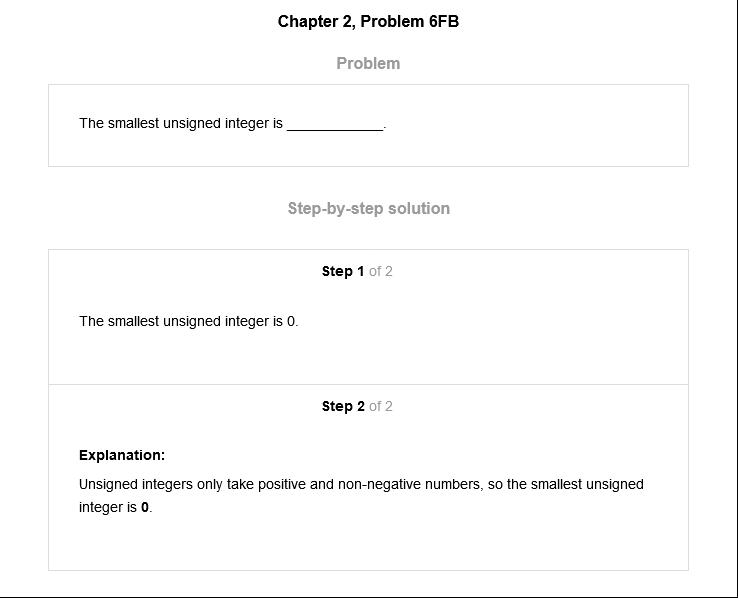 Chapter 2, Problem 6FB
Problem
The smallest unsigned integer is ____________.
Step-by-step solution
Step 1 of 2
The smallest unsigned integer is 0.
Step 2 of 2
Explanation:
Unsigned integers only take positive and non-negative numbers, so the smallest unsigned
integer is 0.